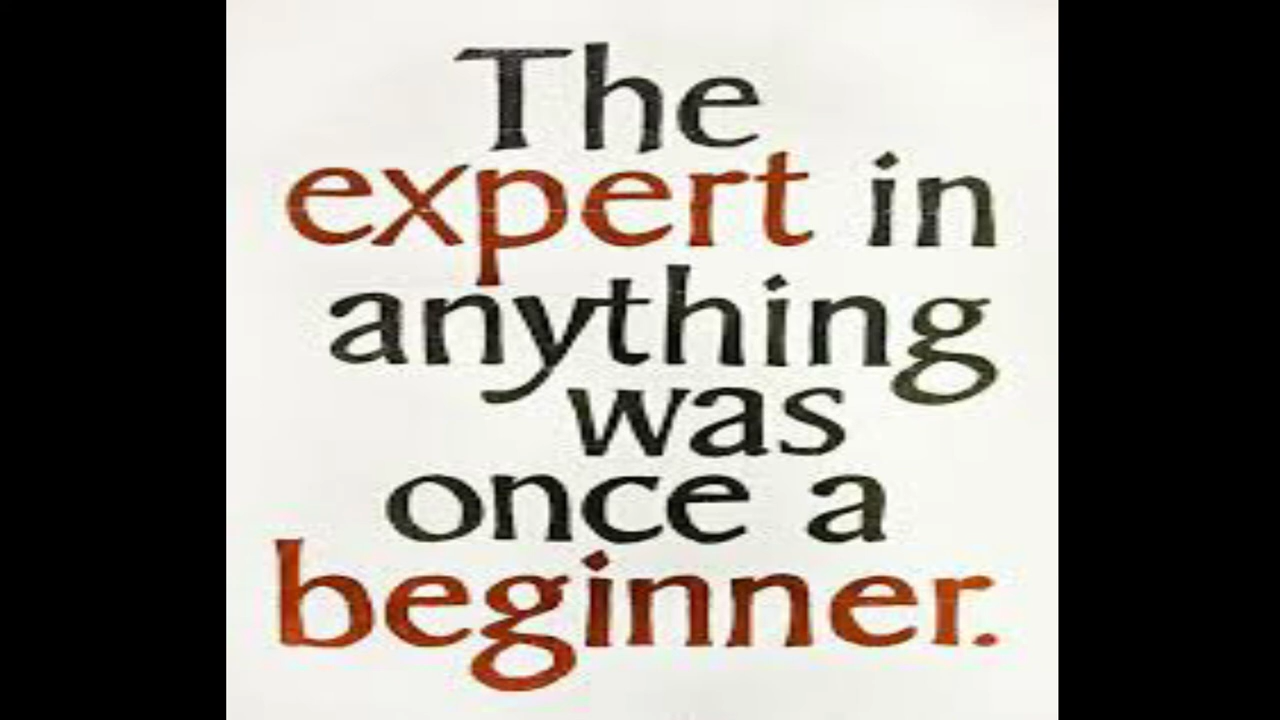 The
expert in
anything
was
once a
beginner.